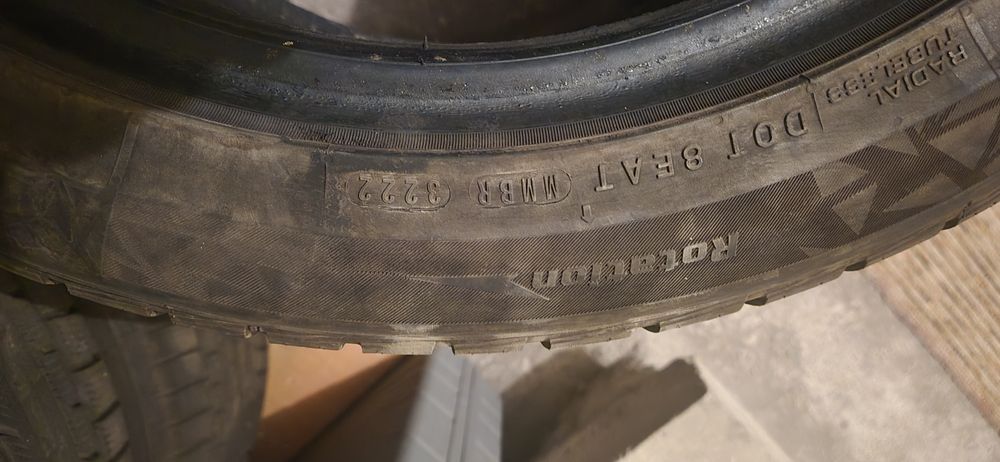 RADIAL
TUBELESS
DOT 8EAT MMBR 3222
Rotation